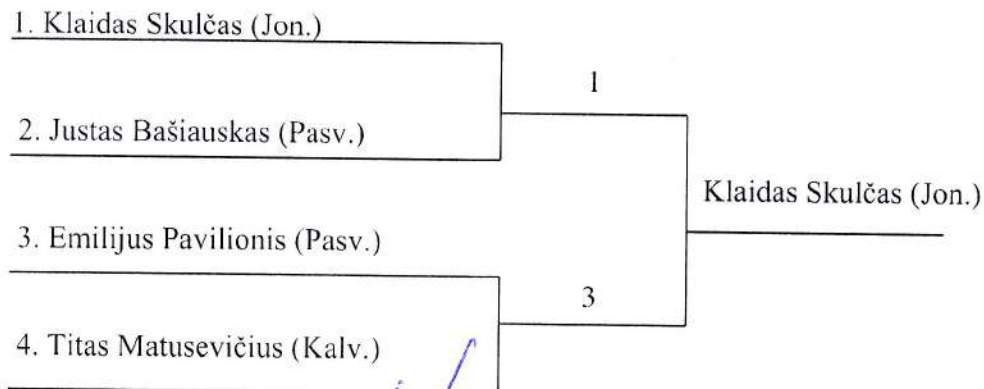 1. Klaidas Skulčas (Jon.)
1
2. Justas Bašiauskas (Pasv.)
Klaidas Skulčas (Jon.)
3. Emilijus Pavilionis (Pasv.)
3
4. Titas Matusevičius (Kalv.)